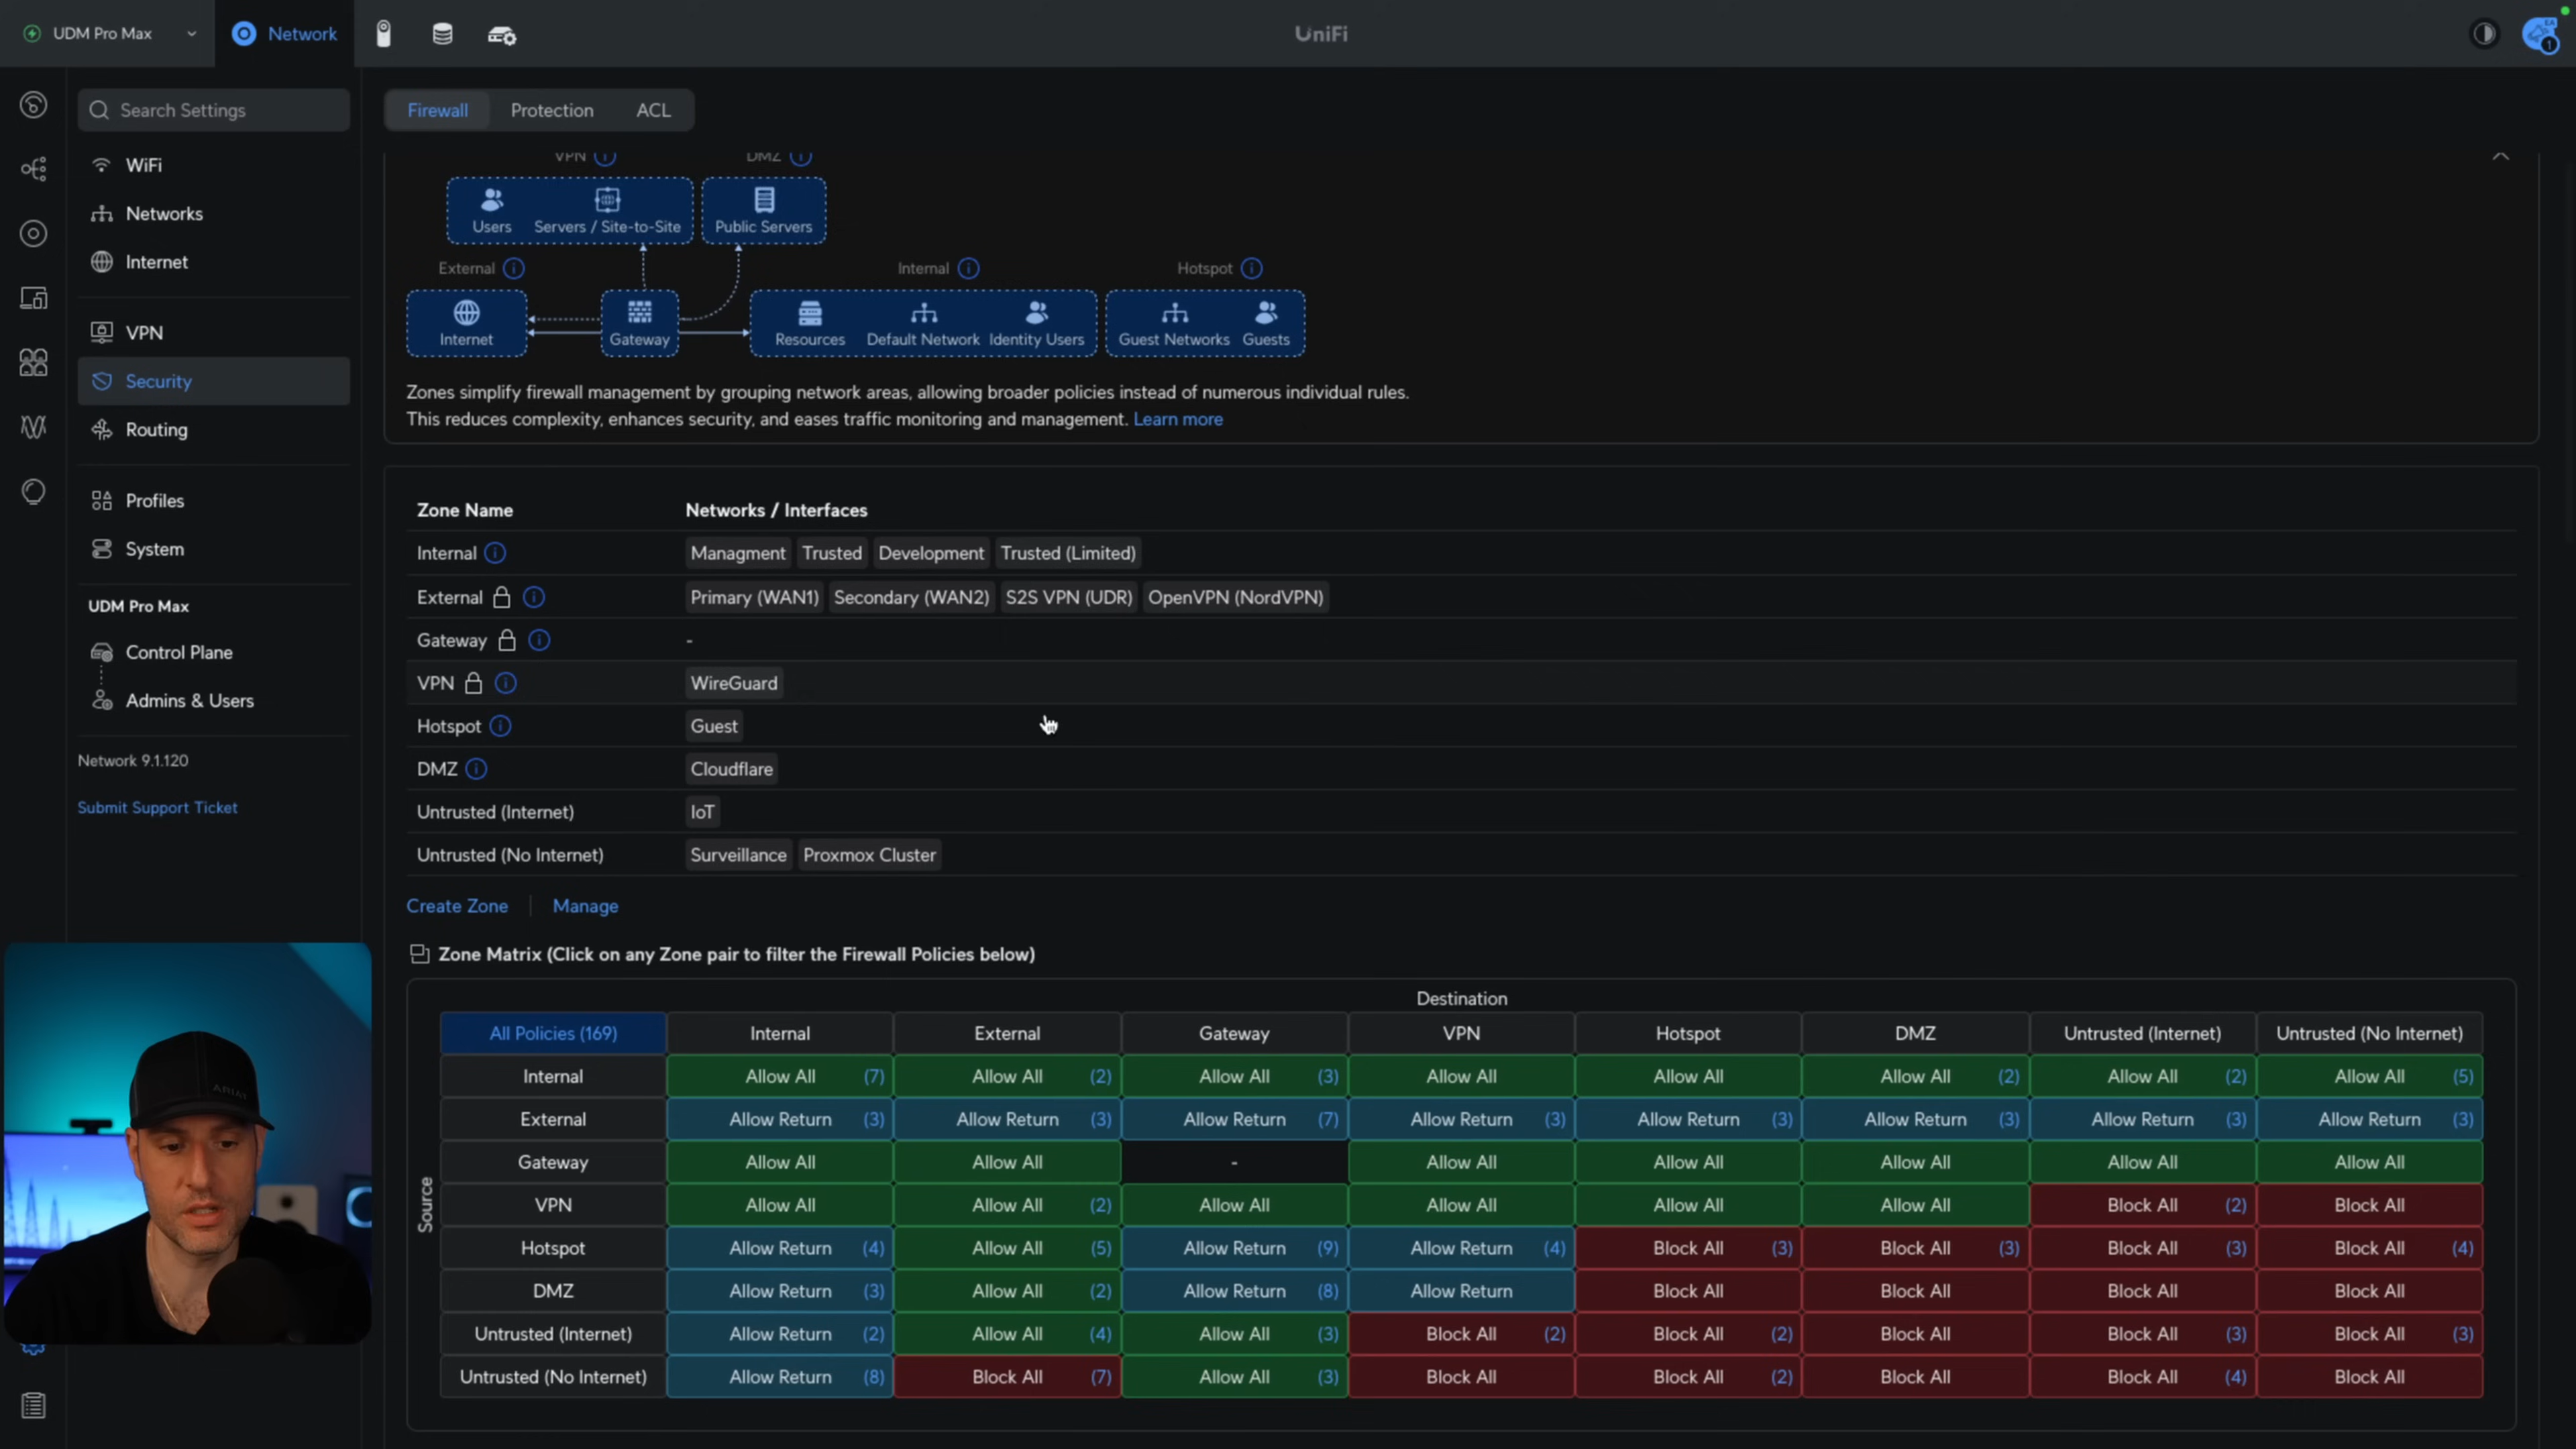 UDM Pro Max
Network
UniFi
EA
1
Search Settings
WiFi
Networks
Internet
VPN
Security
Routing
Profiles
System
UDM Pro Max
Control Plane
Admins & Users
Network 9.1.120
Submit Support Ticket
Firewall Protection ACL
VPN DMZ
Users Servers / Site-to-Site Public Servers
External Internal Hotspot
Internet Gateway Resources Default Network Identity Users Guest Networks Guests
Zones simplify firewall management by grouping network areas, allowing broader policies instead of numerous individual rules.
This reduces complexity, enhances security, and eases traffic monitoring and management. Learn more
Zone Name Networks / Interfaces
Internal Managment Trusted Development Trusted (Limited)
External Primary (WAN1) Secondary (WAN2) S2S VPN (UDR) OpenVPN (NordVPN)
Gateway -
VPN WireGuard
Hotspot Guest
DMZ Cloudflare
Untrusted (Internet) IoT
Untrusted (No Internet) Surveillance Proxmox Cluster
Create Zone Manage
Zone Matrix (Click on any Zone pair to filter the Firewall Policies below)
Destination
Source
All Policies (169) Internal External Gateway VPN Hotspot DMZ Untrusted (Internet) Untrusted (No Internet)
Internal Allow All (7) Allow All (2) Allow All (3) Allow All Allow All Allow All (2) Allow All (2) Allow All (5)
External Allow Return (3) Allow Return (3) Allow Return (7) Allow Return (3) Allow Return (3) Allow Return (3) Allow Return (3) Allow Return (3)
Gateway Allow All Allow All - Allow All Allow All Allow All Allow All Allow All
VPN Allow All Allow All (2) Allow All Allow All Allow All Allow All Block All (2) Block All
Hotspot Allow Return (4) Allow All (5) Allow Return (9) Allow Return (4) Block All (3) Block All (3) Block All (3) Block All (4)
DMZ Allow Return (3) Allow All (2) Allow Return (8) Allow Return Block All Block All Block All Block All
Untrusted (Internet) Allow Return (2) Allow All (4) Allow All (3) Block All (2) Block All (2) Block All Block All (3) Block All (3)
Untrusted (No Internet) Allow Return (8) Block All (7) Allow All (3) Block All Block All (2) Block All Block All (4) Block All